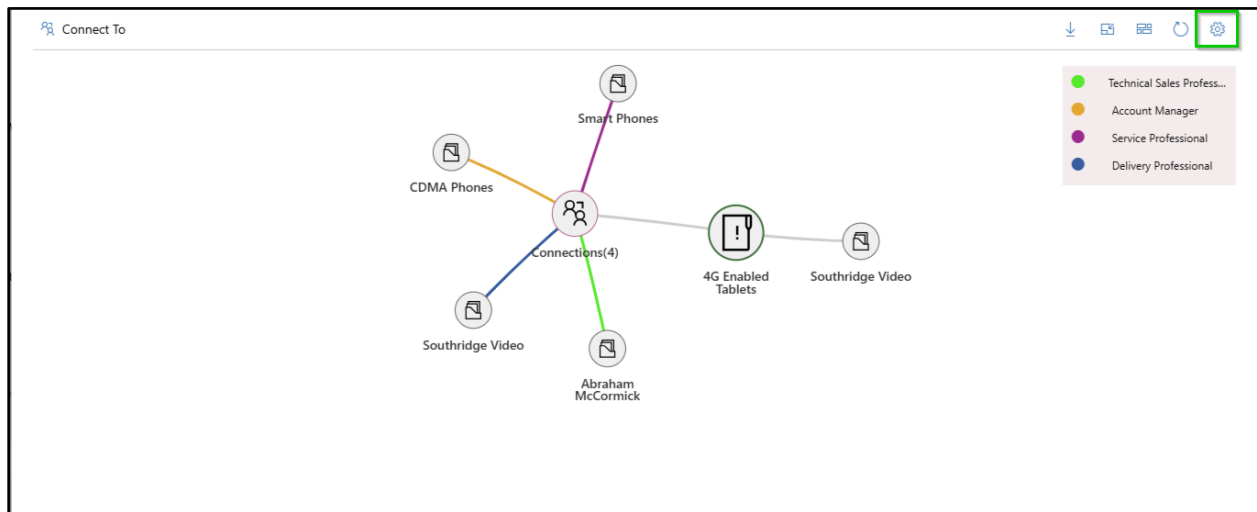 Connect To
Technical Sales Profess...
Account Manager
Service Professional
Delivery Professional
Smart Phones
CDMA Phones
Connections(4)
4G Enabled
Tablets
Southridge Video
Southridge Video
Abraham
McCormick